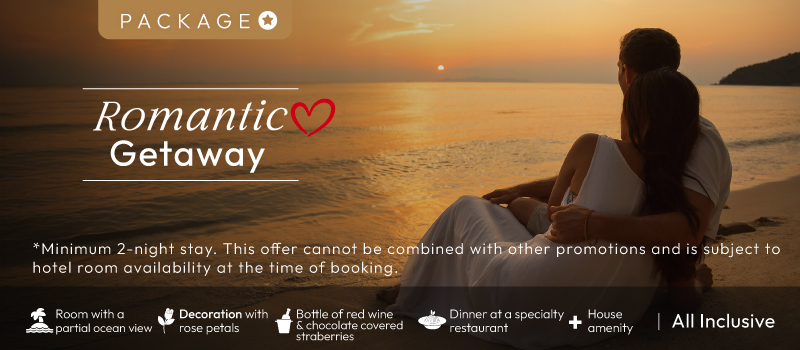 PACKAGE
Romantic
Getaway
*Minimum 2-night stay. This offer cannot be combined with other promotions and is subject to
hotel room availability at the time of booking.
Room with a
partial ocean view
Decoration with
rose petals
Bottle of red wine
& chocolate covered
straberries
Dinner at a specialty
restaurant
House
amenity
All Inclusive